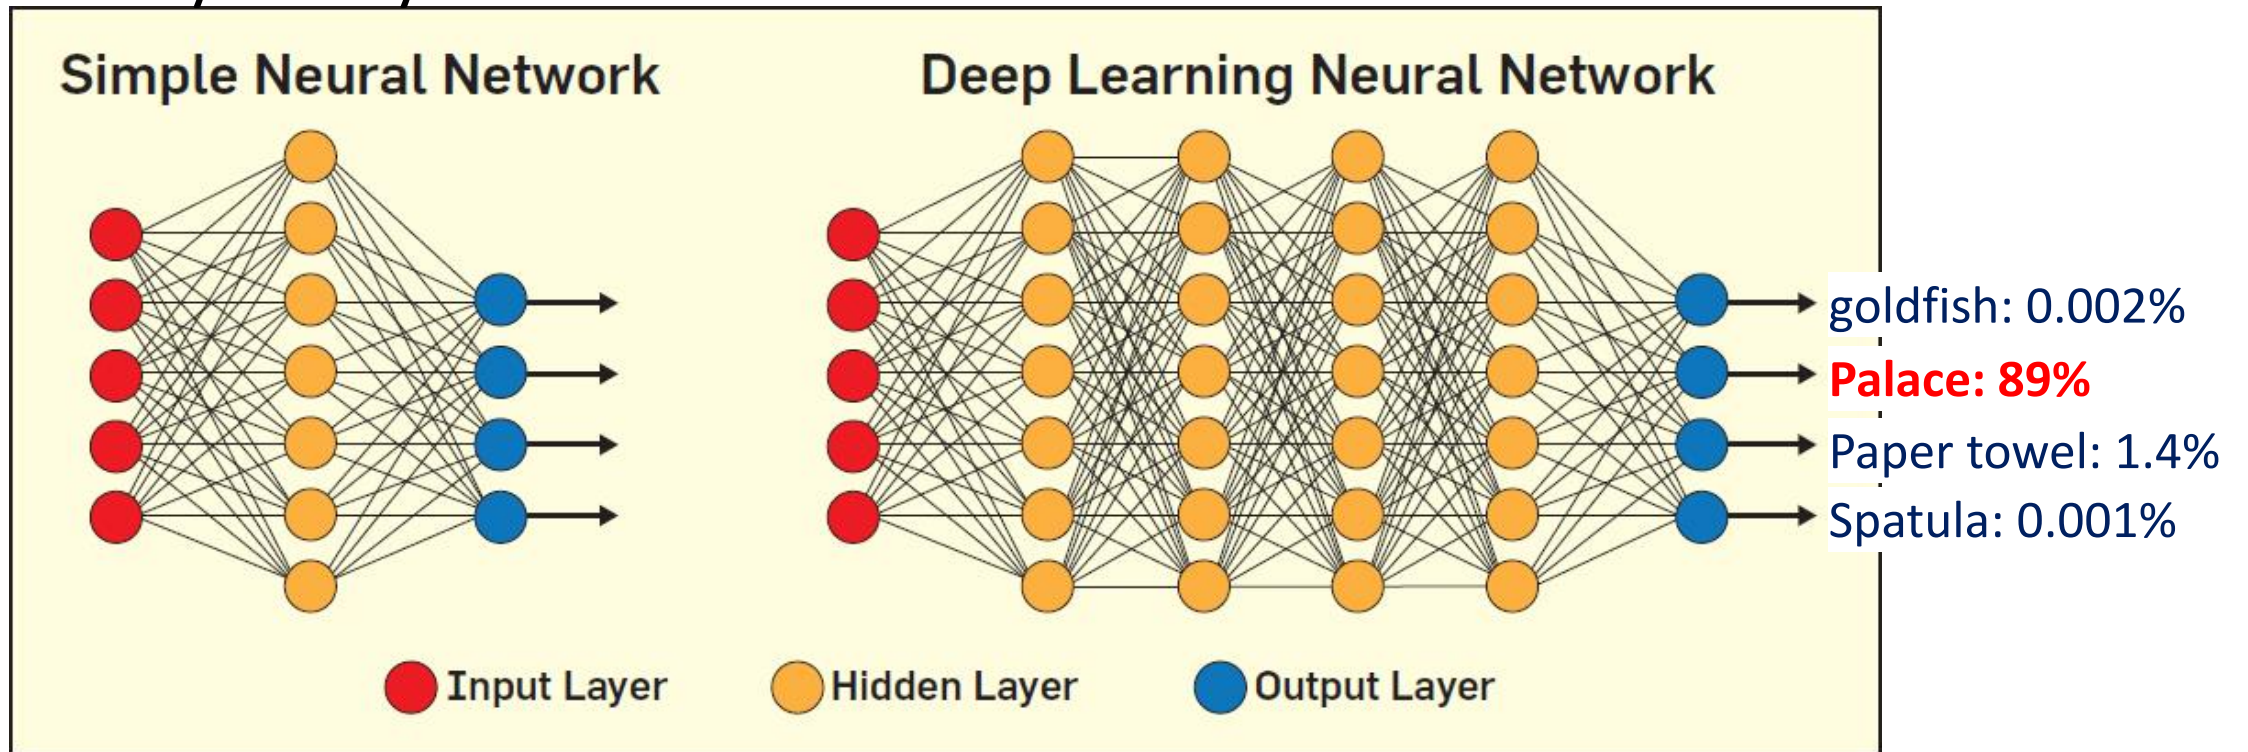 Simple Neural Network
Deep Learning Neural Network
goldfish: 0.002%
Palace: 89%
Paper towel: 1.4%
Spatula: 0.001%
Input Layer
Hidden Layer
Output Layer